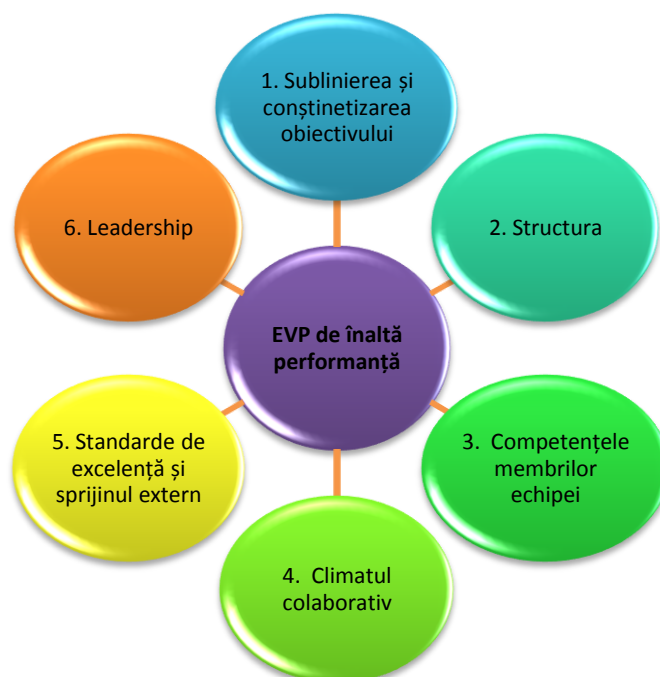 1. Sublinierea și
conștinetizarea
obiectivului
6. Leadership
2. Structura
EVP de înaltă
performanță
5. Standarde de
excelență și
sprijinul extern
3. Competențele
membrilor
echipei
4. Climatul
colaborativ